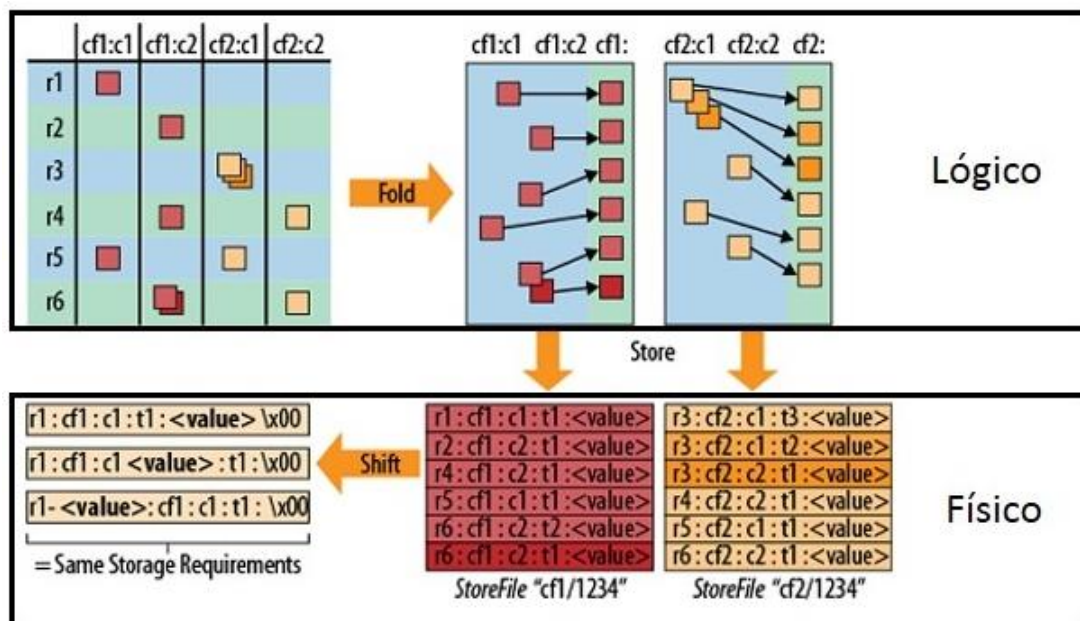 cf1:c1 cf1:c2 cf2:c1 cf2:c2
r1
r2
r3
r4
r5
r6
Fold
cf1:c1 cf1:c2 cf1:
cf2:c1 cf2:c2 cf2:
Lógico
Store
r1:cf1:c1:t1:<value> \x00
r1:cf1:c1 <value>:t1:\x00
r1-<value>:cf1:c1:t1: \x00
= Same Storage Requirements
Shift
r1:cf1:c1:t1:<value>
r2:cf1:c2:t1:<value>
r4:cf1:c2:t1:<value>
r5:cf1:c1:t1:<value>
r6:cf1:c2:t2:<value>
r6:cf1:c2:t1:<value>
StoreFile "cf1/1234"
r3:cf2:c1:t3:<value>
r3:cf2:c1:t2:<value>
r3:cf2:c2:t1:<value>
r4:cf2:c2:t1:<value>
r5:cf2:c1:t1:<value>
r6:cf2:c2:t1:<value>
StoreFile "cf2/1234"
Físico